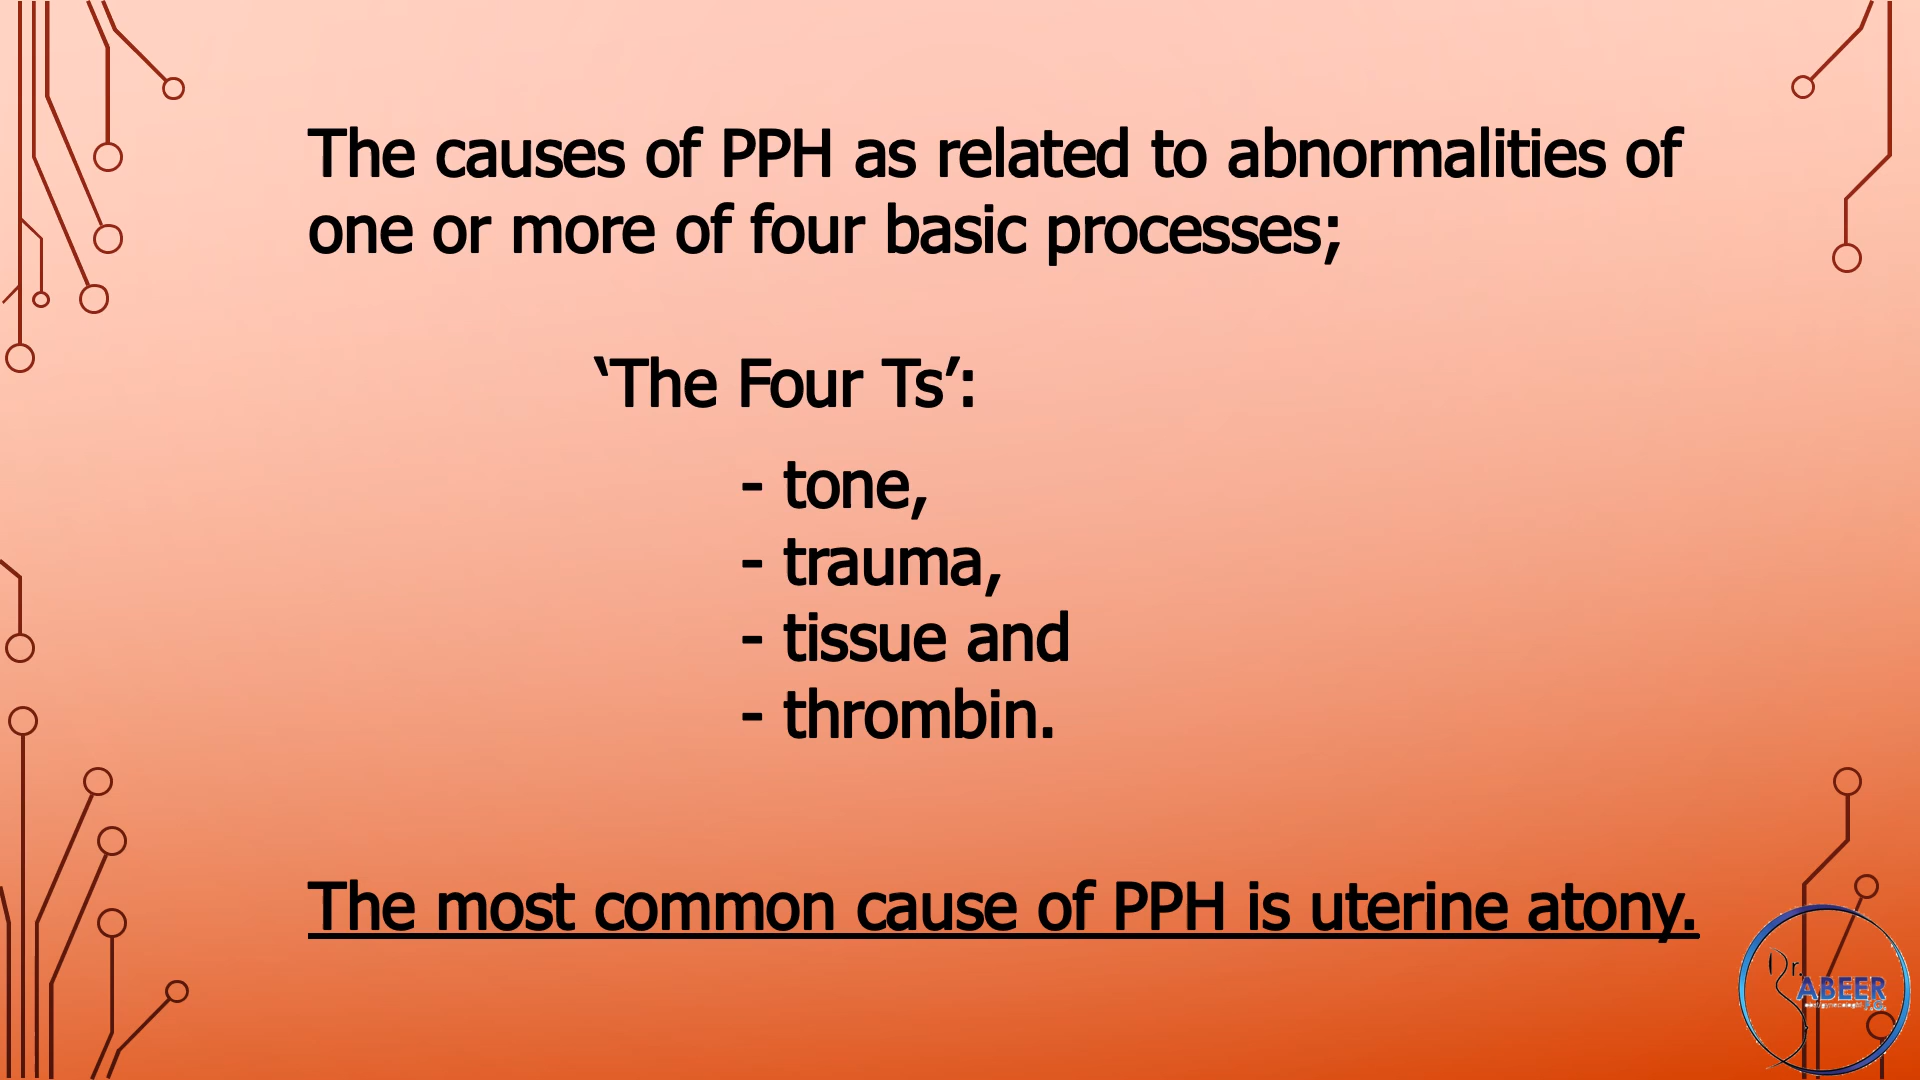 The causes of PPH as related to abnormalities of
one or more of four basic processes;
‘The Four Ts’:
- tone,
- trauma,
- tissue and
- thrombin.
The most common cause of PPH is uterine atony.
Dr.
ABEER
F.G.